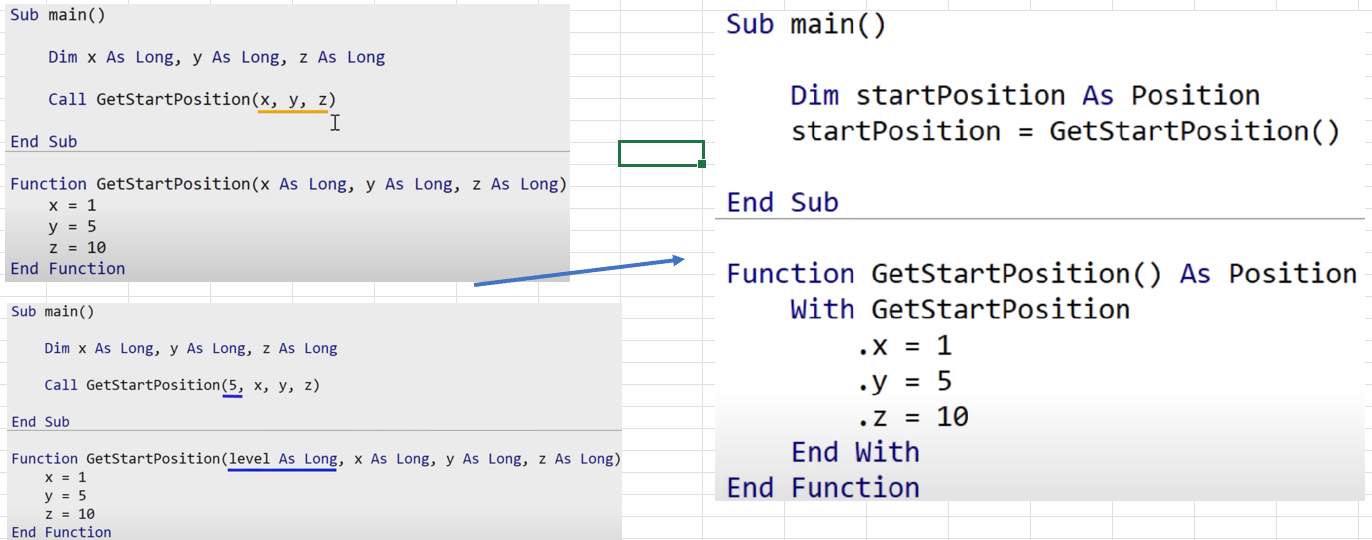 Sub main()
Dim x As Long, y As Long, z As Long
Call GetStartPosition(x, y, z)
End Sub
Function GetStartPosition(x As Long, y As Long, z As Long)
x = 1
y = 5
z = 10
End Function
Sub main()
Dim x As Long, y As Long, z As Long
Call GetStartPosition(5, x, y, z)
End Sub
Function GetStartPosition(level As Long, x As Long, y As Long, z As Long)
x = 1
y = 5
z = 10
End Function
Sub main()
Dim startPosition As Position
startPosition = GetStartPosition()
End Sub
Function GetStartPosition() As Position
With GetStartPosition
.x = 1
.y = 5
.z = 10
End With
End Function